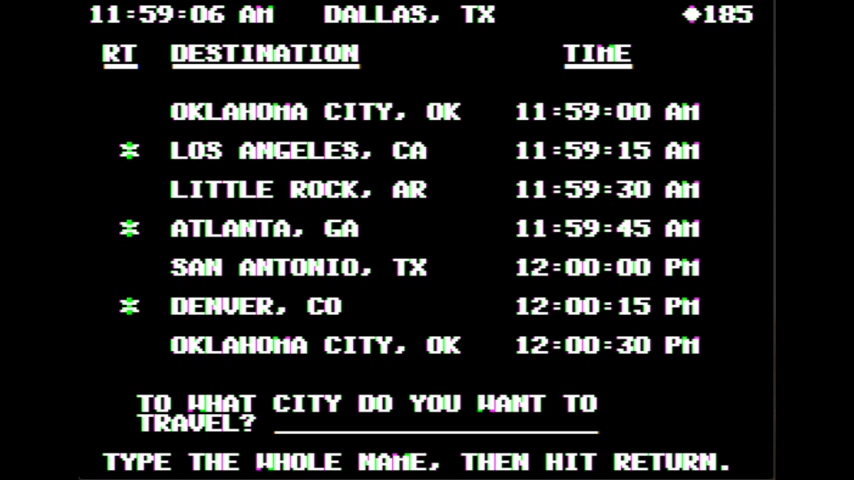 11:59:06 AM DALLAS, TX ◆185
RT DESTINATION TIME
OKLAHOMA CITY, OK 11:59:00 AM
* LOS ANGELES, CA 11:59:15 AM
LITTLE ROCK, AR 11:59:30 AM
* ATLANTA, GA 11:59:45 AM
SAN ANTONIO, TX 12:00:00 PM
* DENVER, CO 12:00:15 PM
OKLAHOMA CITY, OK 12:00:30 PM
TO WHAT CITY DO YOU WANT TO
TRAVEL?
TYPE THE WHOLE NAME, THEN HIT RETURN.